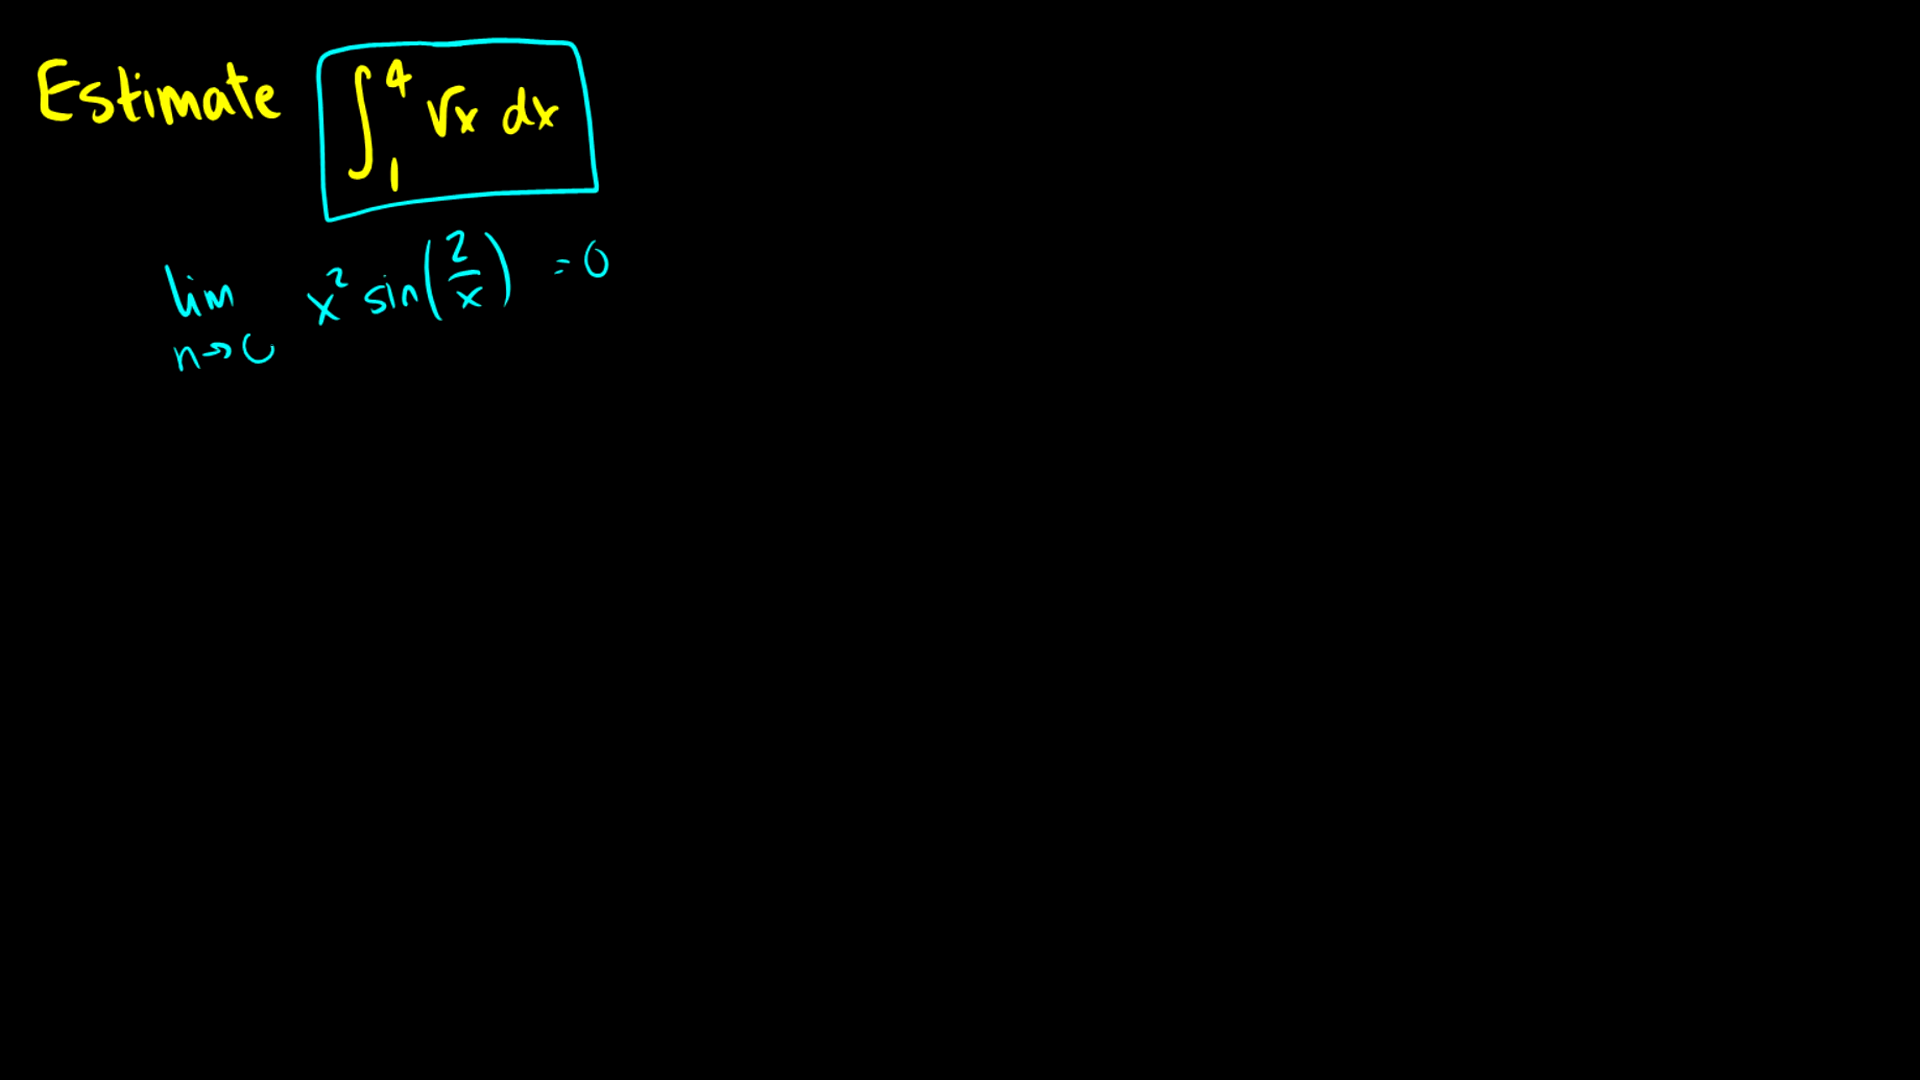 Estimate ∫₁⁴ √x dx
lim x² sin(2/x) = 0
n→0